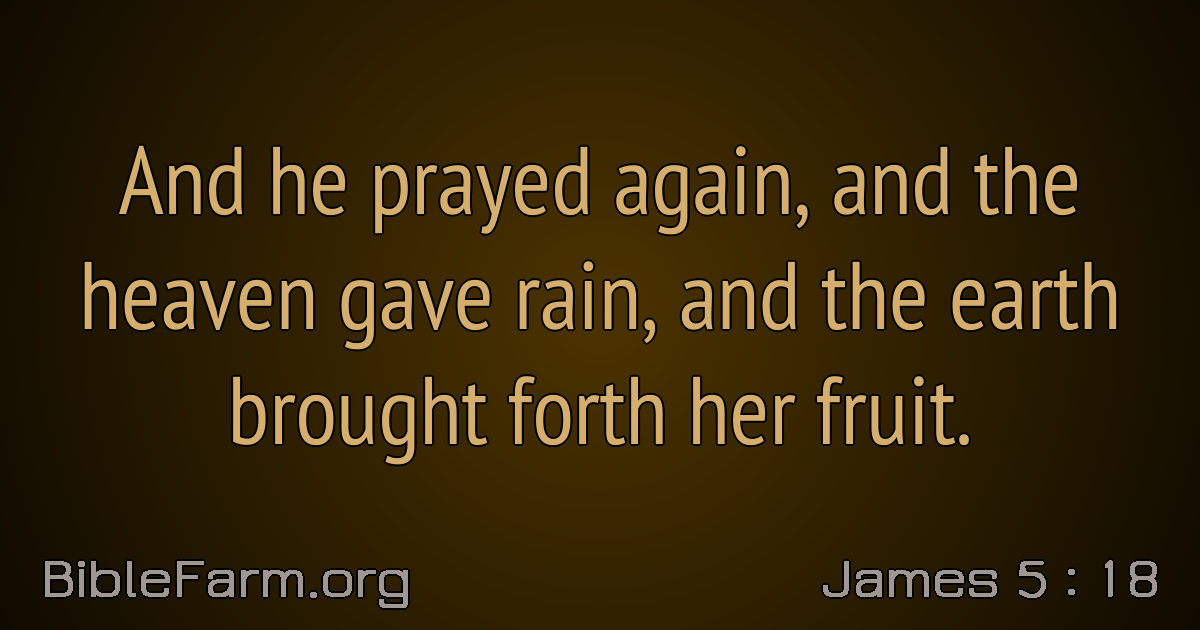 And he prayed again, and the
heaven gave rain, and the earth
brought forth her fruit.
BibleFarm.org
James 5 : 18